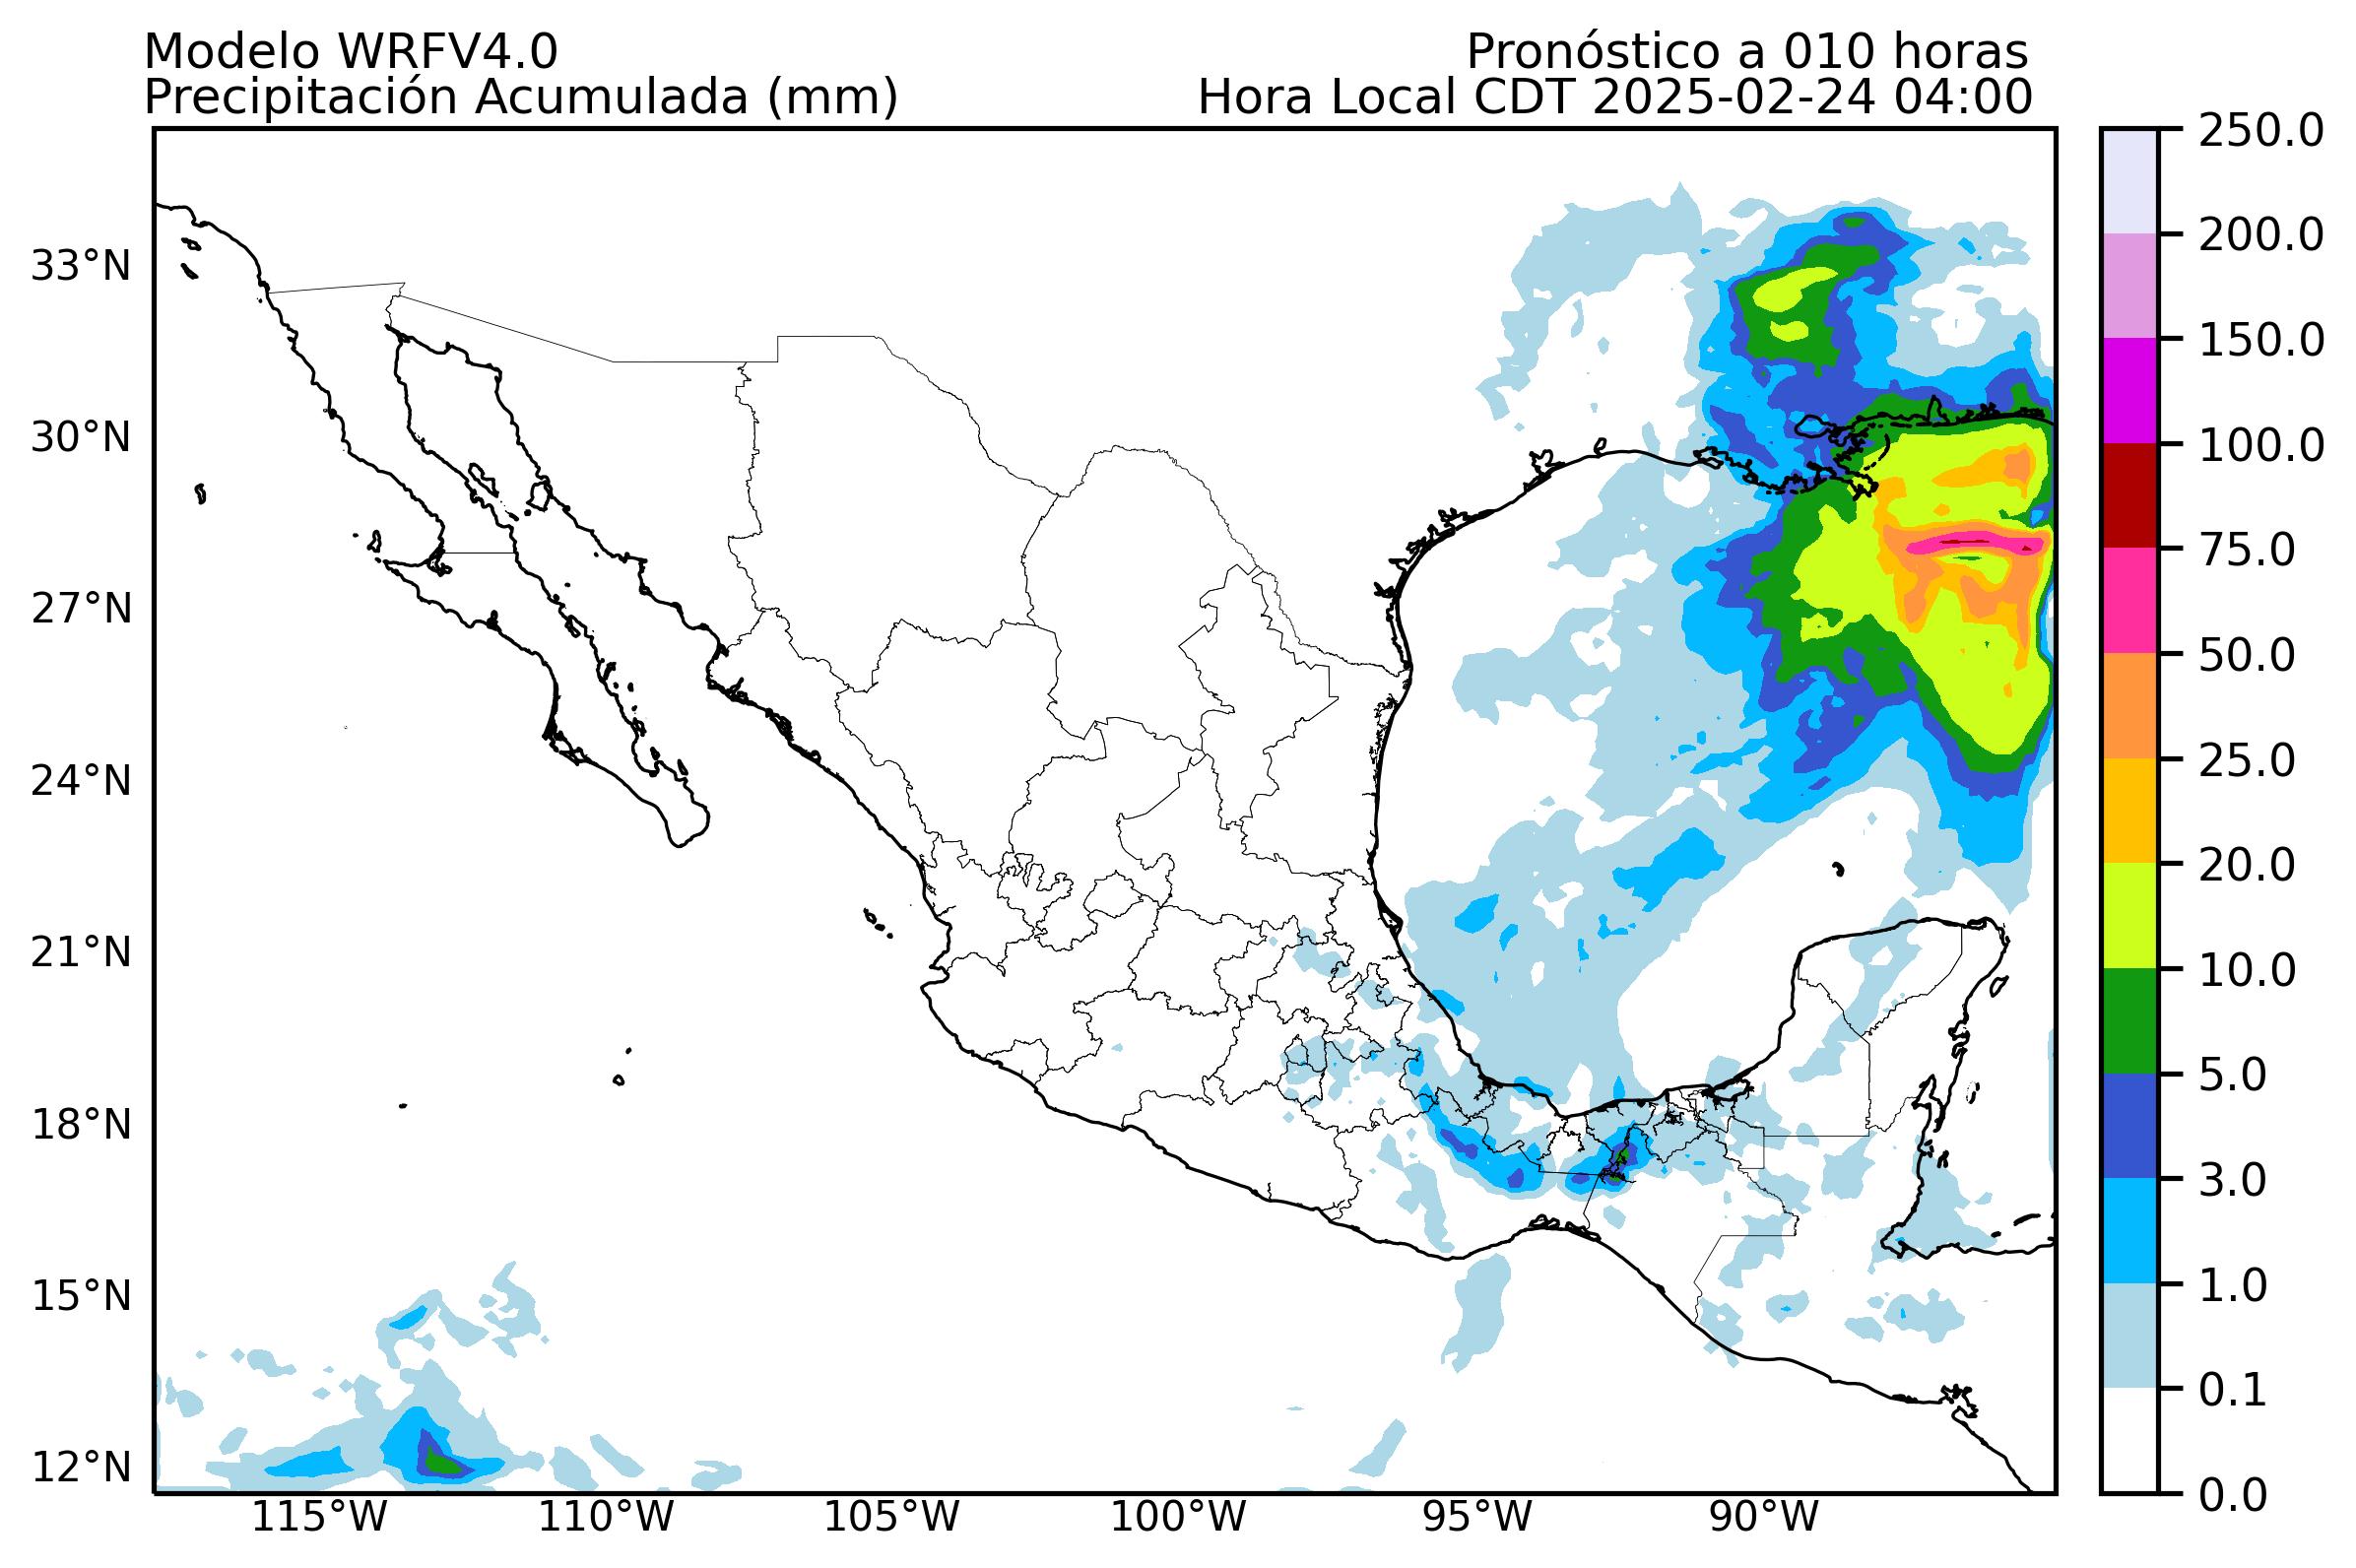 Modelo WRFV4.0
Pronóstico a 010 horas
Precipitación Acumulada (mm)
Hora Local CDT 2025-02-24 04:00
33°N
30°N
27°N
24°N
21°N
18°N
15°N
12°N
115°W
110°W
105°W
100°W
95°W
90°W
250.0
200.0
150.0
100.0
75.0
50.0
25.0
20.0
10.0
5.0
3.0
1.0
0.1
0.0